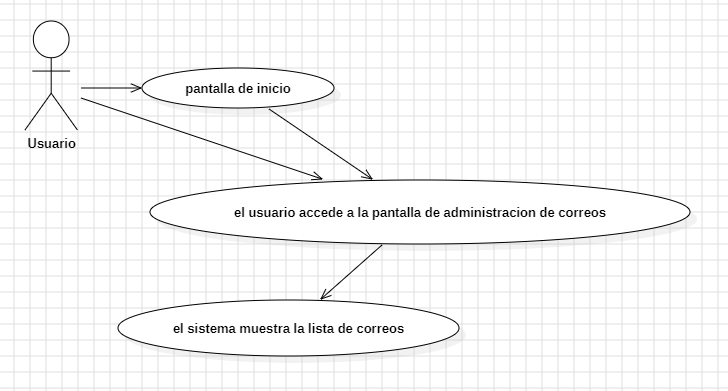 pantalla de inicio
Usuario
el usuario accede a la pantalla de administracion de correos
el sistema muestra la lista de correos